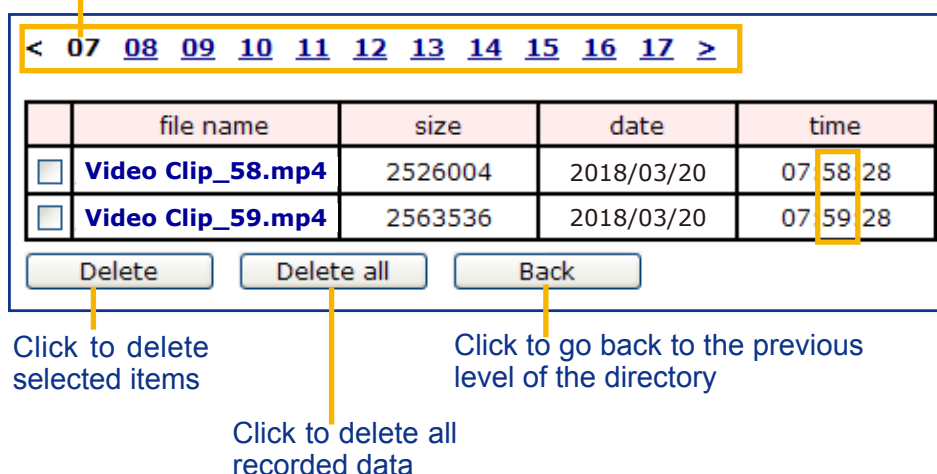 < 07 08 09 10 11 12 13 14 15 16 17 >
file name size date time
Video Clip_58.mp4 2526004 2018/03/20 07:58:28
Video Clip_59.mp4 2563536 2018/03/20 07:59:28
Delete Delete all Back
Click to delete
selected items
Click to go back to the previous
level of the directory
Click to delete all
recorded data